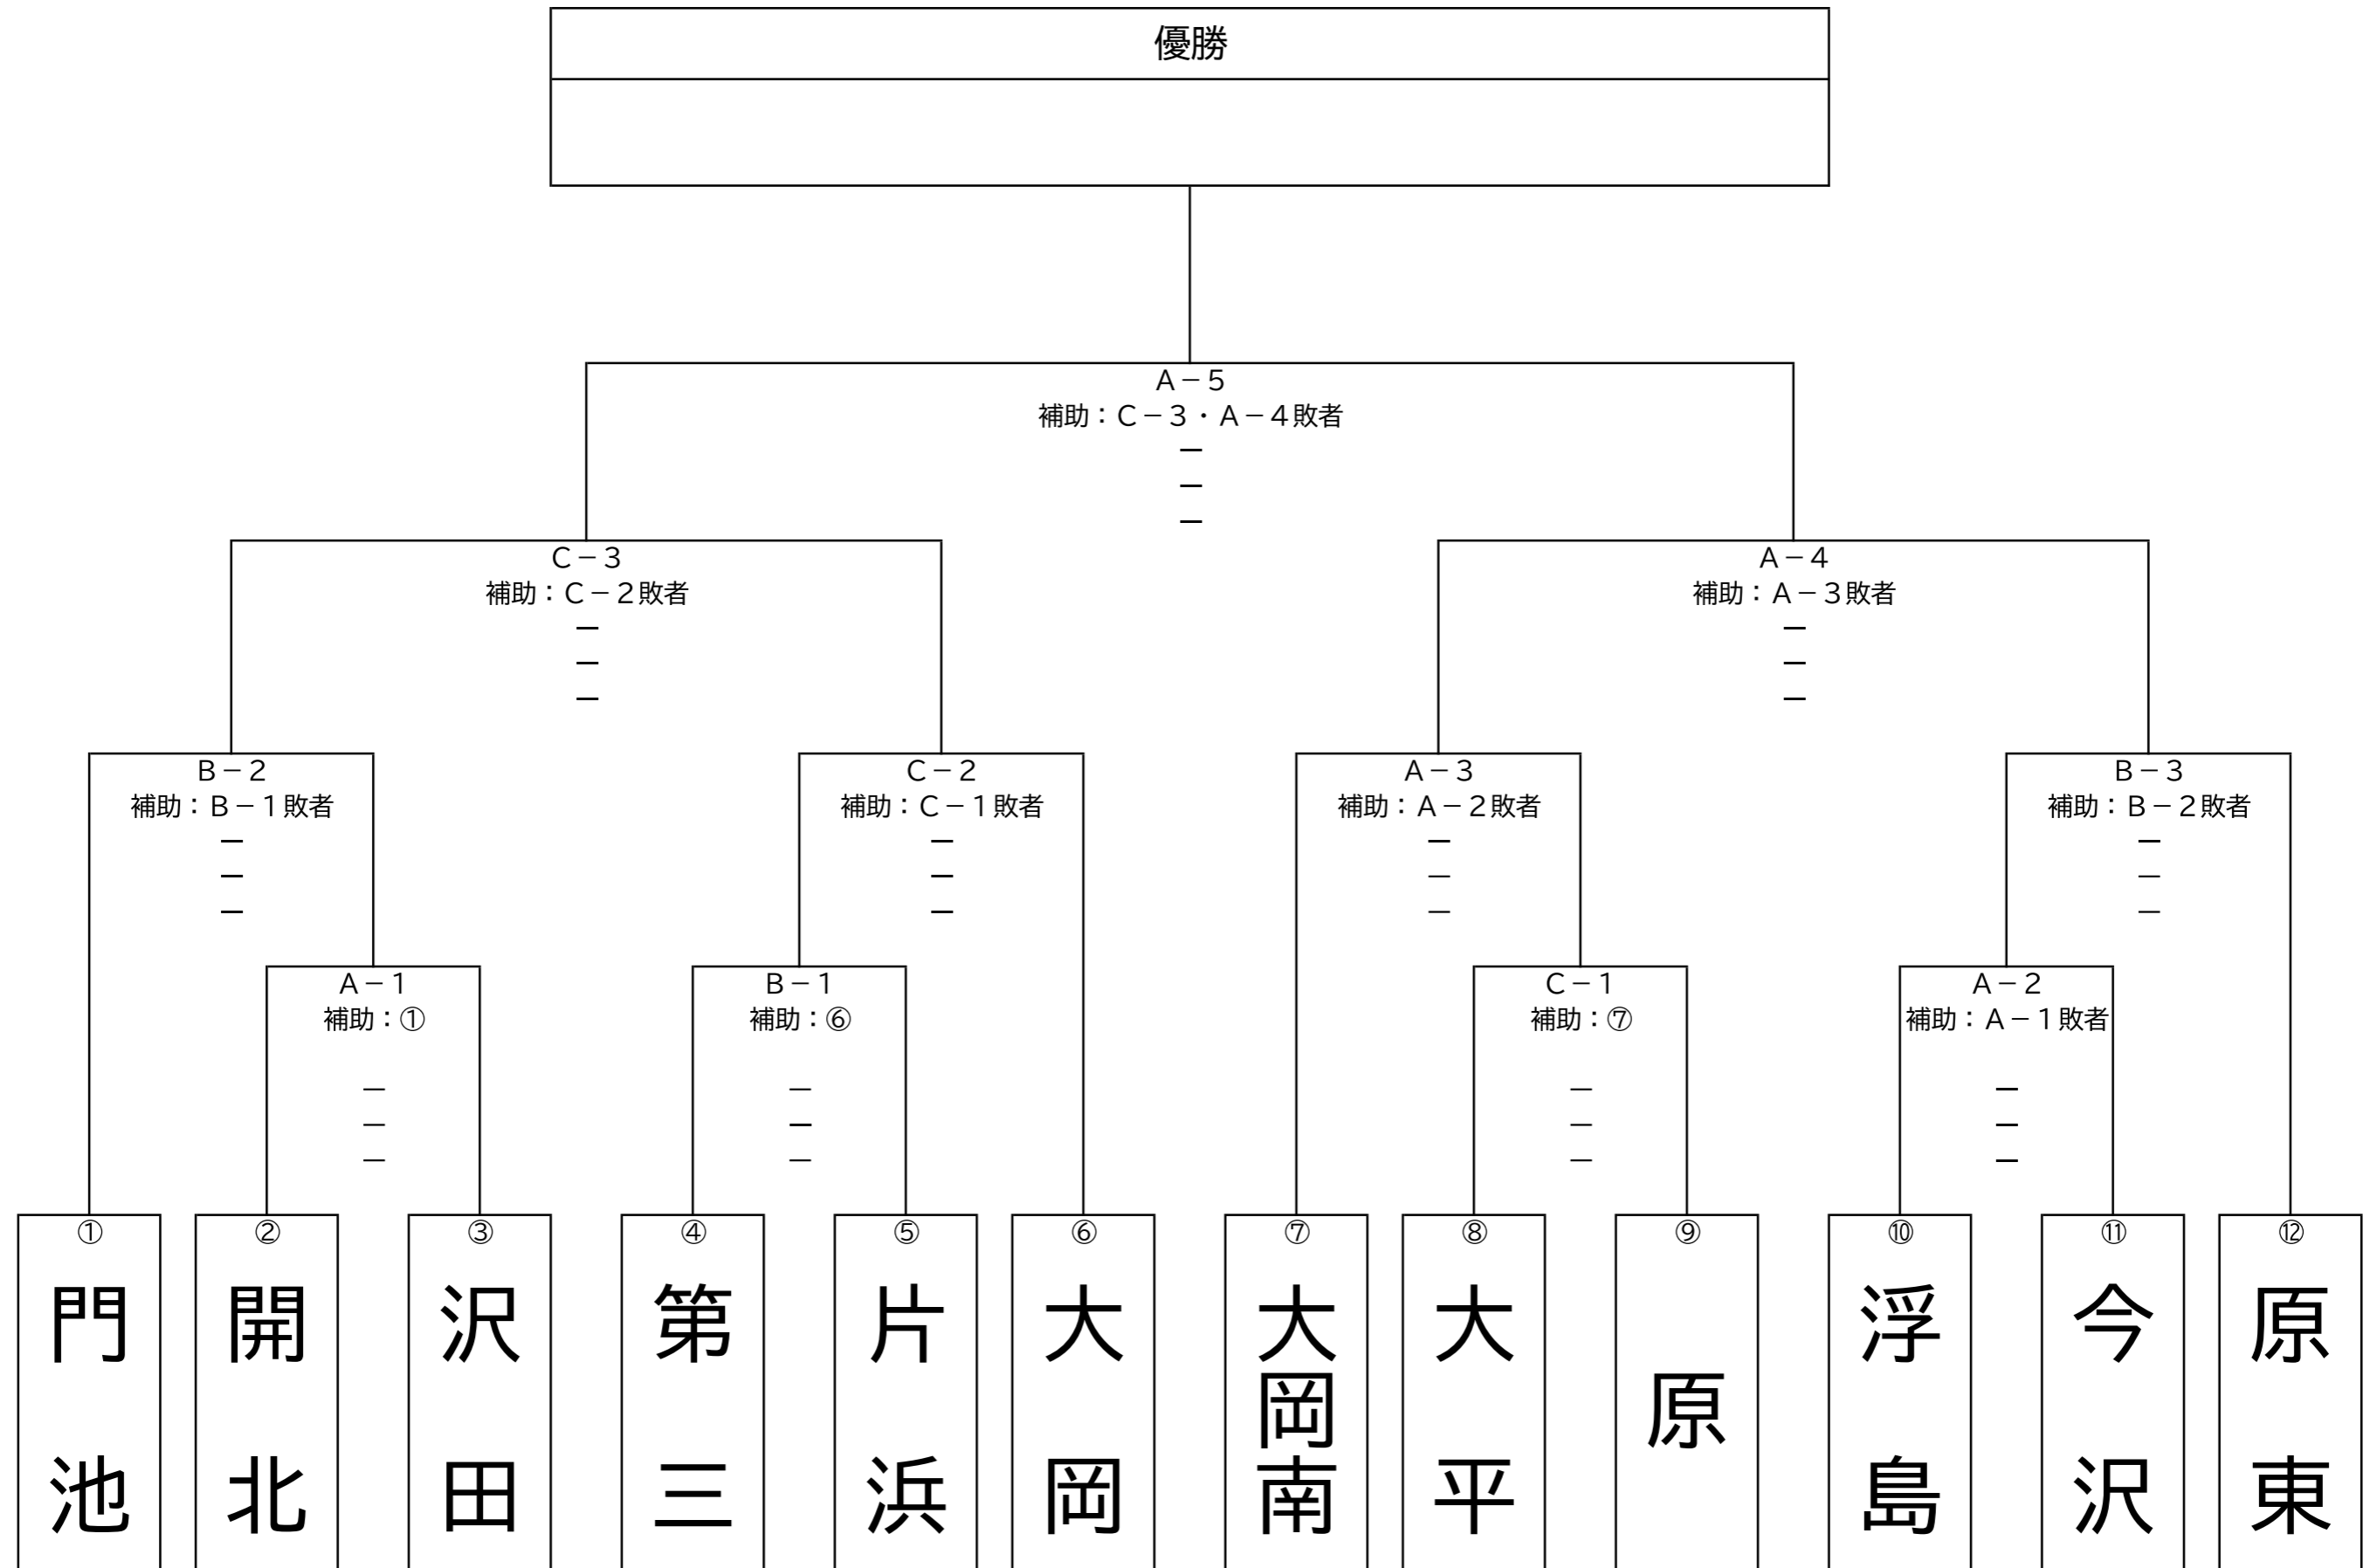 優勝
A－5
補助：C－3・A－4敗者
－
－
－
C－3
補助：C－2敗者
－
－
－
A－4
補助：A－3敗者
－
－
－
B－2
補助：B－1敗者
－
－
－
C－2
補助：C－1敗者
－
－
－
A－3
補助：A－2敗者
－
－
－
B－3
補助：B－2敗者
－
－
－
A－1
補助：①
－
－
－
B－1
補助：⑥
－
－
－
C－1
補助：⑦
－
－
－
A－2
補助：A－1敗者
－
－
－
①
門池
②
開北
③
沢田
④
第三
⑤
片浜
⑥
大岡
⑦
大岡南
⑧
大平
⑨
原
⑩
浮島
⑪
今沢
⑫
原東